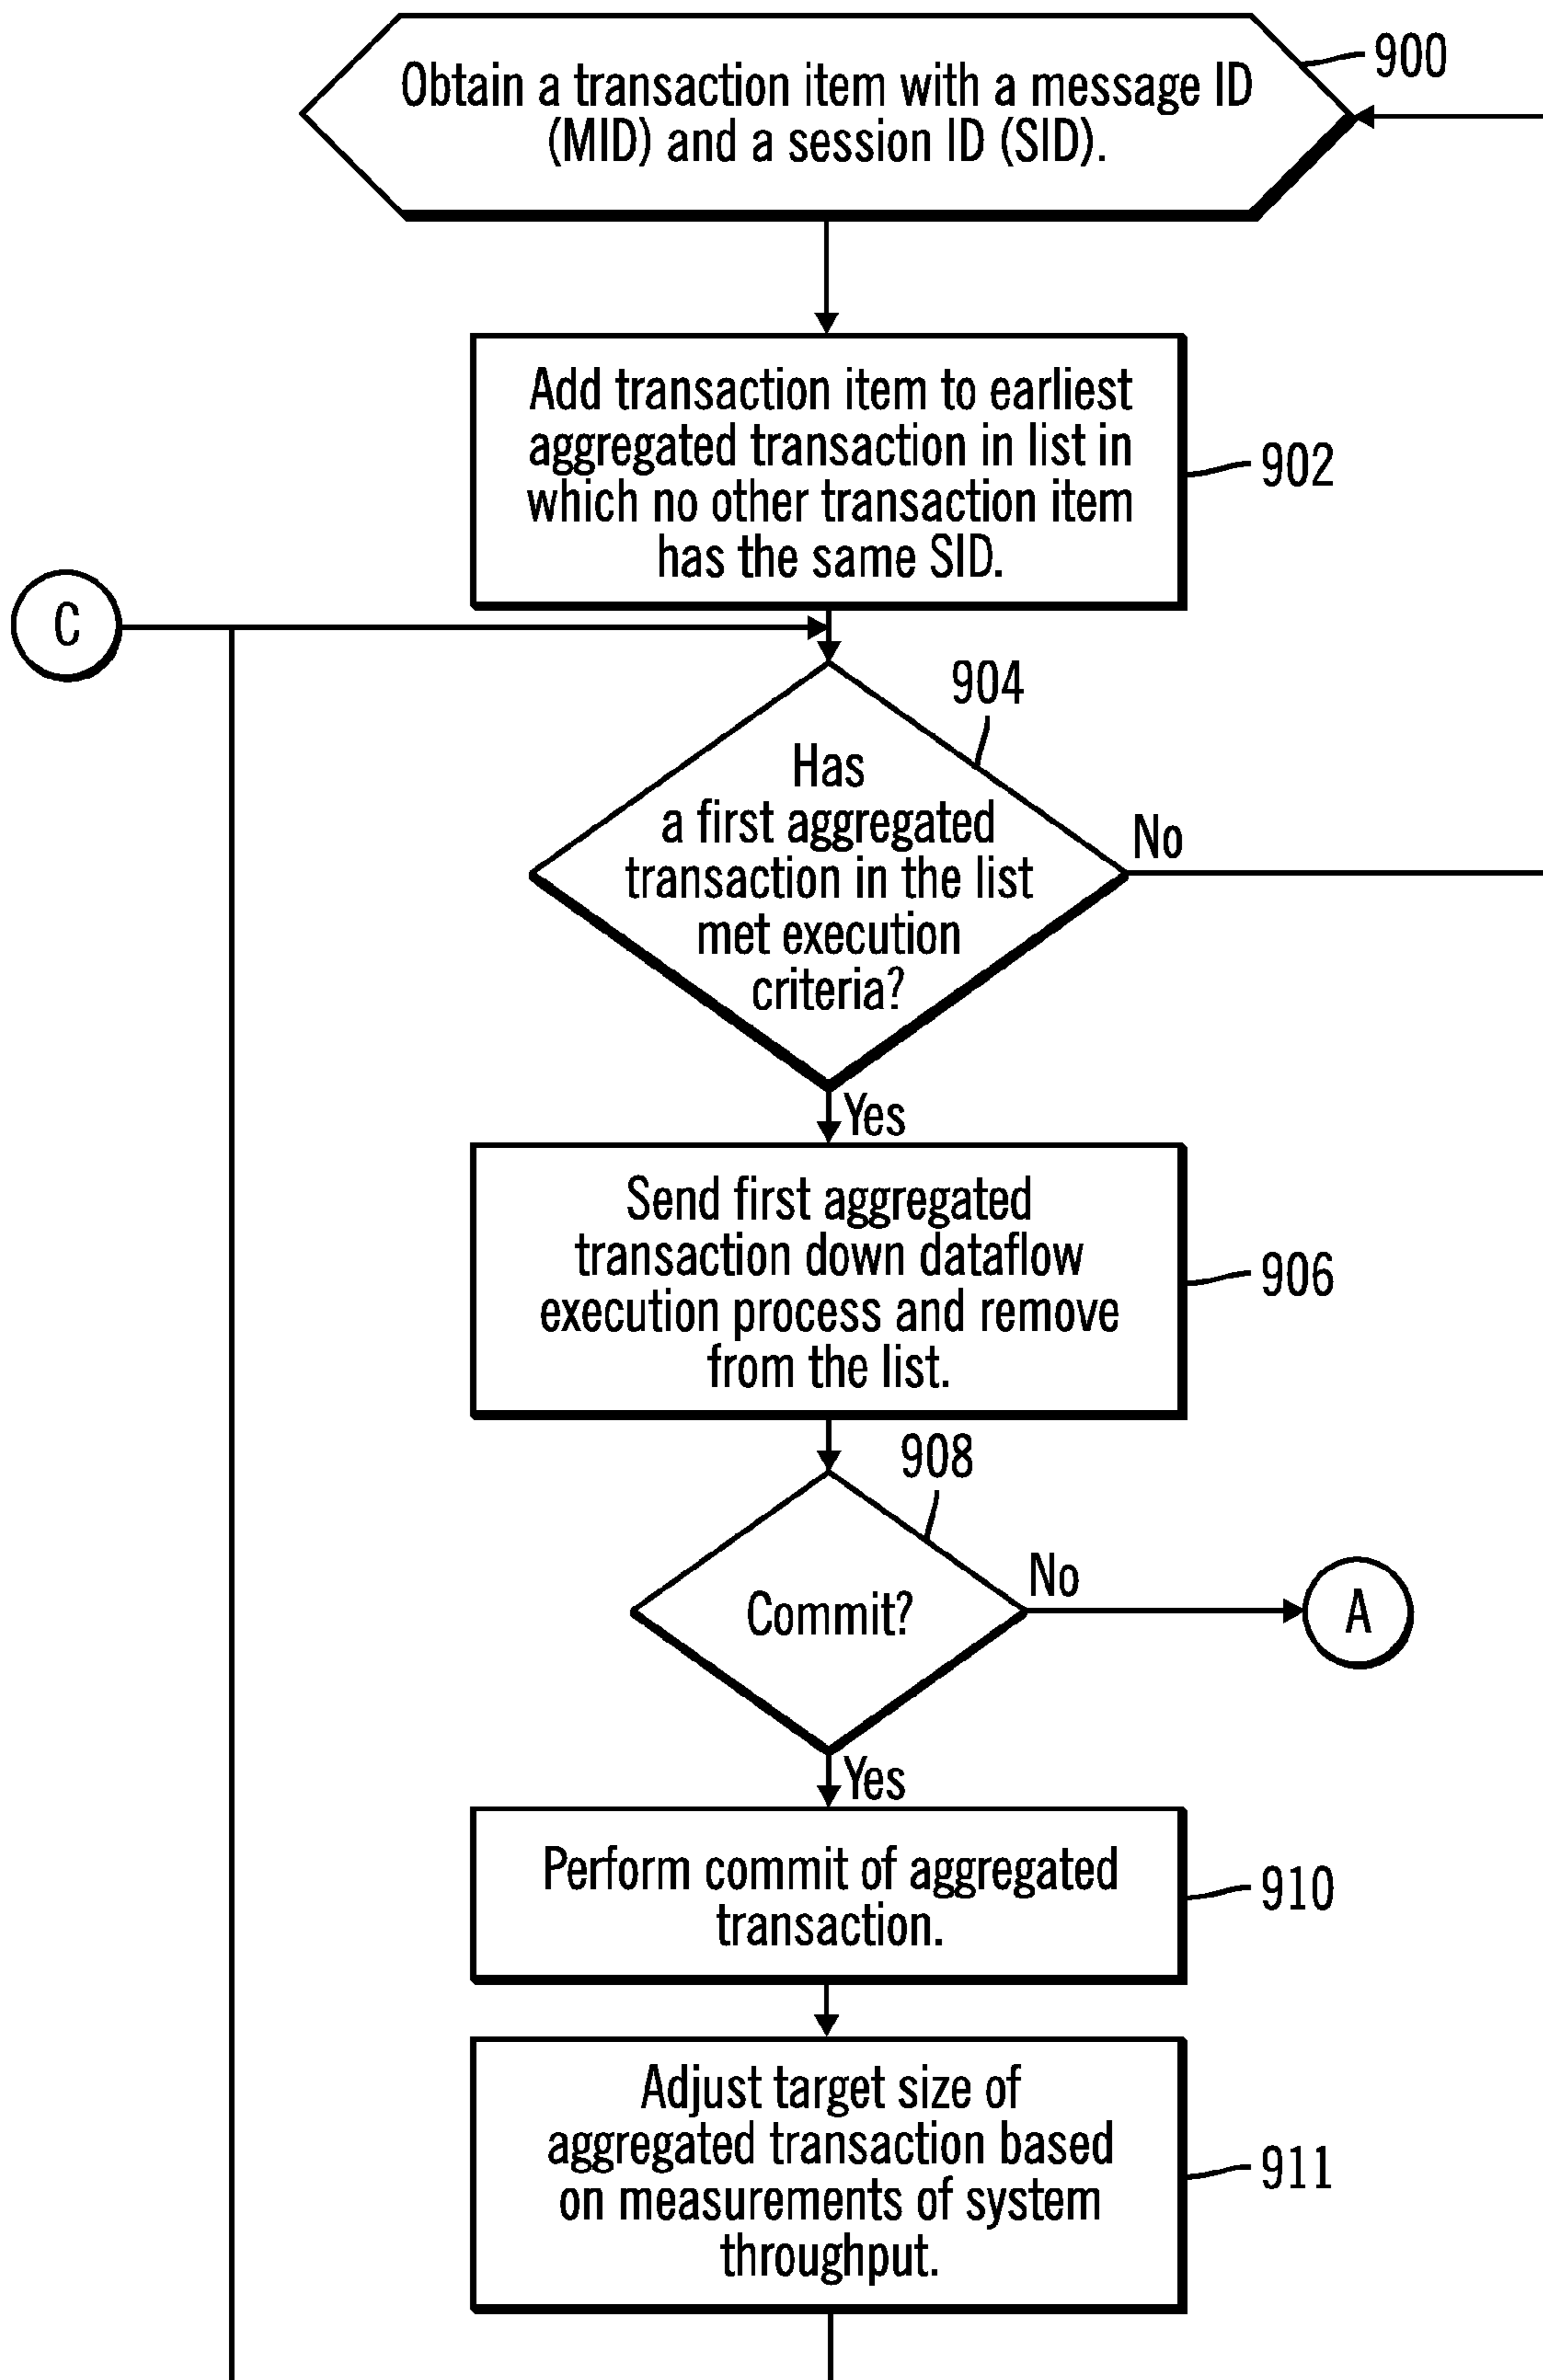 Obtain a transaction item with a message ID
(MID) and a session ID (SID).
900
Add transaction item to earliest
aggregated transaction in list in
which no other transaction item
has the same SID.
902
C
904
Has
a first aggregated
transaction in the list
met execution
criteria?
No
Yes
Send first aggregated
transaction down dataflow
execution process and remove
from the list.
906
908
Commit?
No
A
Yes
Perform commit of aggregated
transaction.
910
Adjust target size of
aggregated transaction based
on measurements of system
throughput.
911